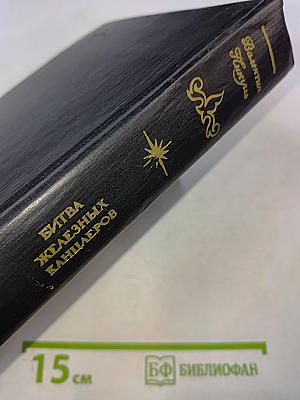 Валентин
Пикуль
БИТВА
ЖЕЛЕЗНЫХ
КАНЦЛЕРОВ
15 см
БФ БИБЛИОФАН